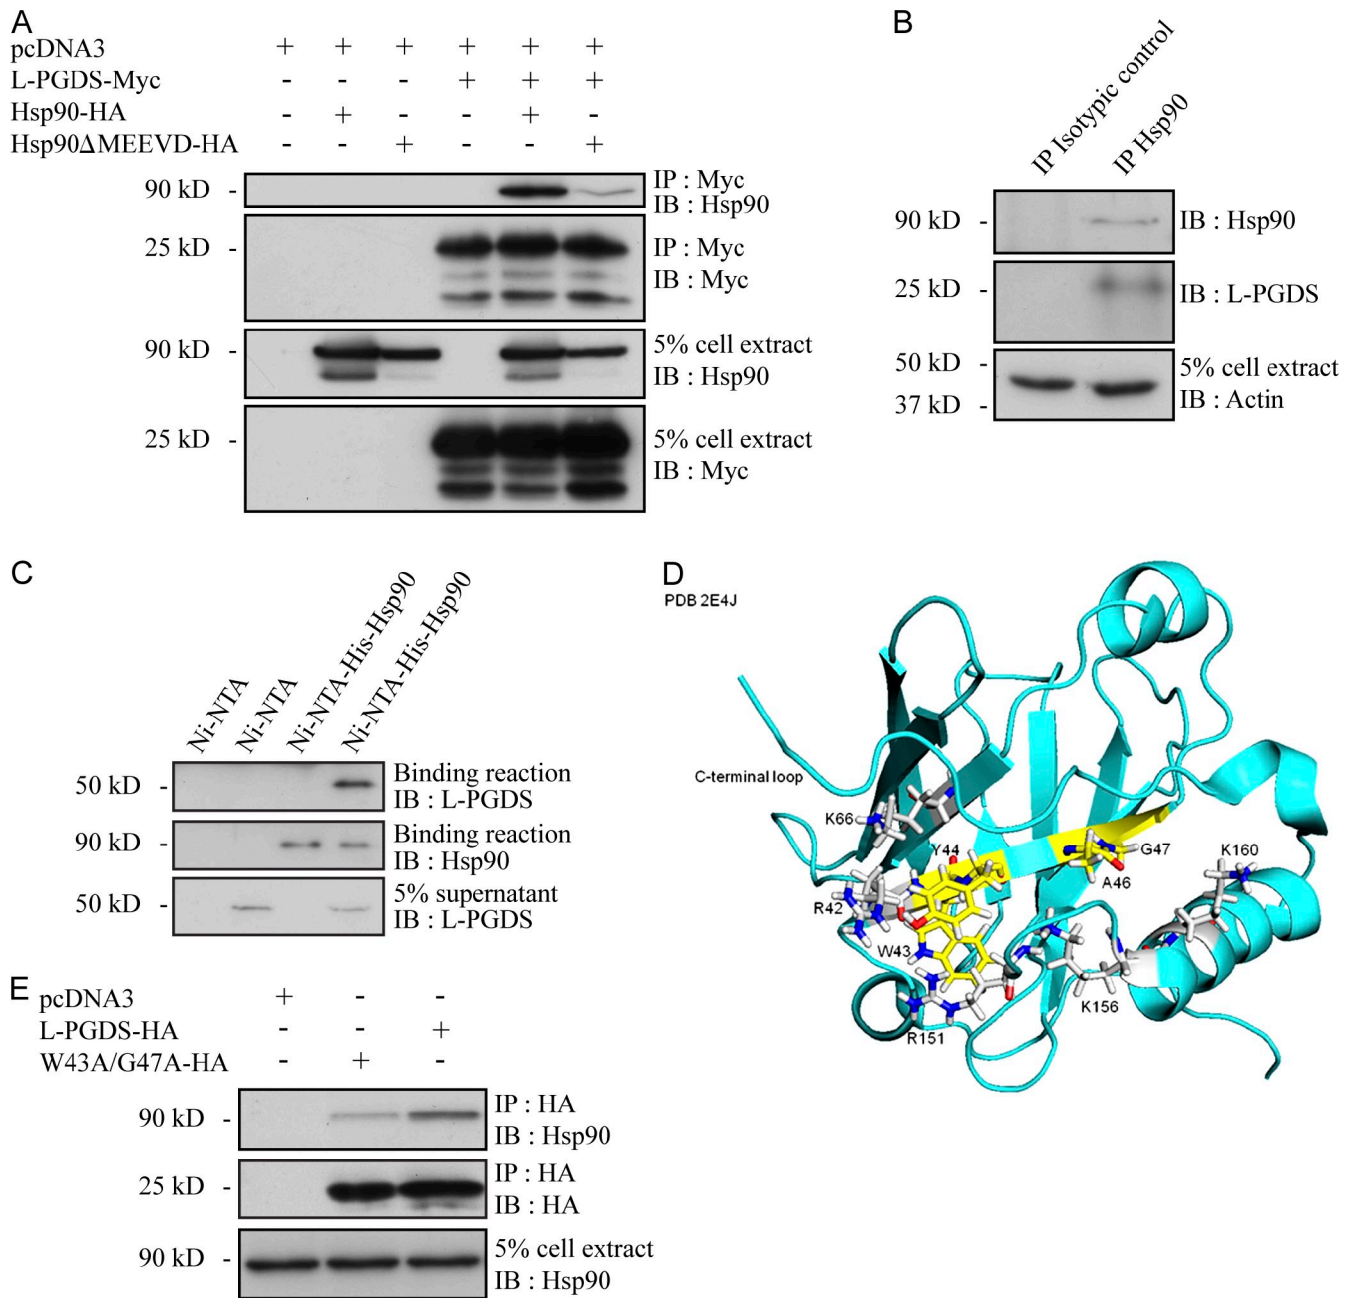 A
pcDNA3 + + + + + +
L-PGDS-Myc - - - + + +
Hsp90-HA - + - - + -
Hsp90ΔMEEVD-HA - - + - - +
90 kD -
IP : Myc
IB : Hsp90
25 kD -
IP : Myc
IB : Myc
90 kD -
5% cell extract
IB : Hsp90
25 kD -
5% cell extract
IB : Myc
B
IP Isotypic control
IP Hsp90
90 kD -
IB : Hsp90
25 kD -
IB : L-PGDS
50 kD -
37 kD -
5% cell extract
IB : Actin
C
Ni-NTA
Ni-NTA
Ni-NTA-His-Hsp90
Ni-NTA-His-Hsp90
50 kD -
Binding reaction
IB : L-PGDS
90 kD -
Binding reaction
IB : Hsp90
50 kD -
5% supernatant
IB : L-PGDS
D
PDB 2E4J
C-terminal loop
K66
Y44
G47
K160
A46
R42
W43
K156
R151
E
pcDNA3 + - -
L-PGDS-HA - - +
W43A/G47A-HA - + -
90 kD -
IP : HA
IB : Hsp90
25 kD -
IP : HA
IB : HA
90 kD -
5% cell extract
IB : Hsp90